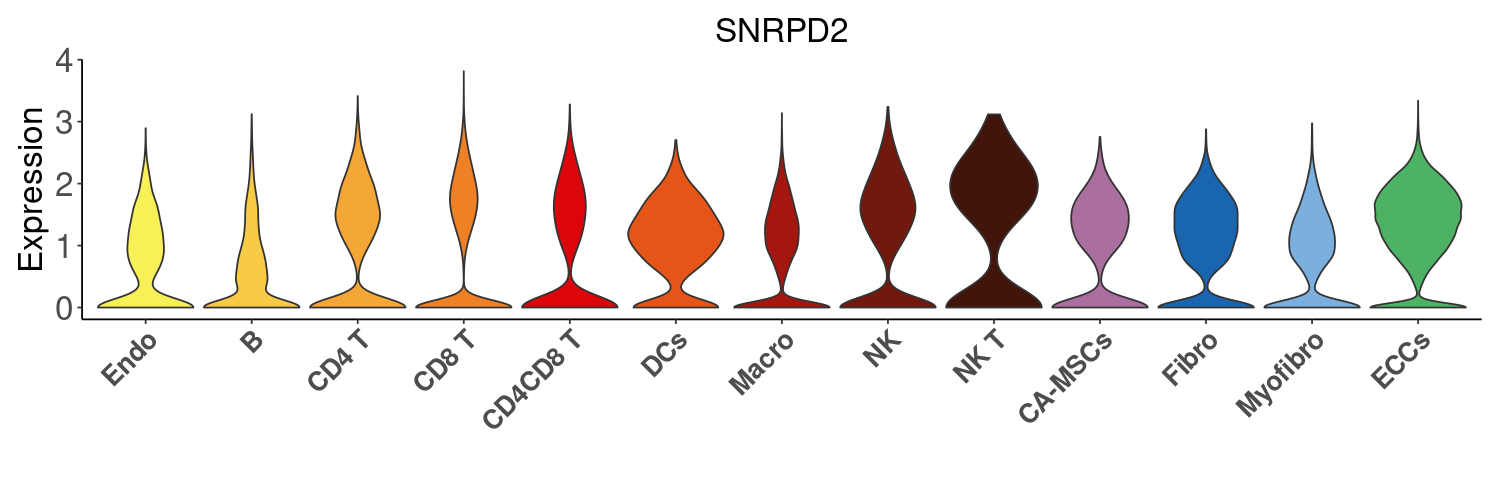 SNRPD2
Expression
4
3
2
1
0
Endo
B
CD4 T
CD8 T
CD4CD8 T
DCs
Macro
NK
NK T
CA-MSCs
Fibro
Myofibro
ECCs